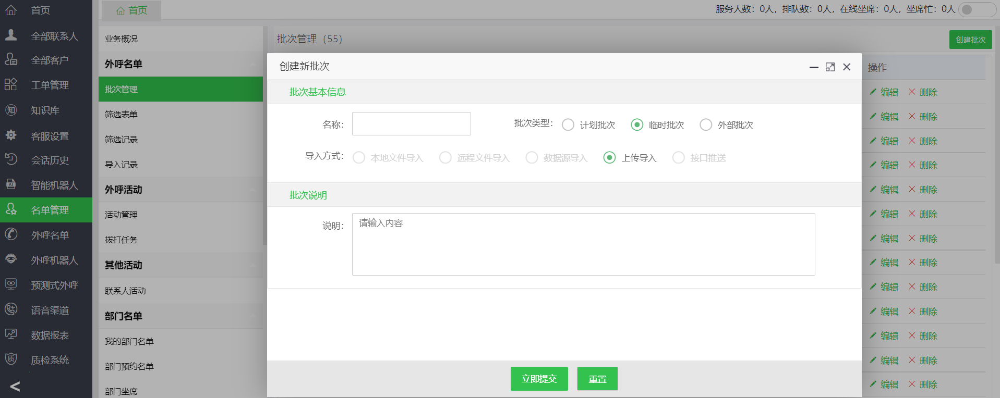 首页
全部联系人
全部客户
工单管理
知识库
客服设置
会话历史
智能机器人
名单管理
外呼名单
外呼机器人
预测式外呼
语音渠道
数据报表
质检系统
<
首页
服务人数：0人，排队数：0人，在线坐席：0人，坐席忙：0人
业务概况
外呼名单
批次管理
筛选表单
筛选记录
导入记录
外呼活动
活动管理
拨打任务
其他活动
联系人活动
部门名单
我的部门名单
部门预约名单
部门坐席
批次管理（55）
创建批次
创建新批次
批次基本信息
名称：
批次类型： 计划批次 临时批次 外部批次
导入方式： 本地文件导入 远程文件导入 数据源导入 上传导入 接口推送
批次说明
说明： 请输入内容
立即提交 重置
操作
编辑 删除
编辑 删除
编辑 删除
编辑 删除
编辑 删除
编辑 删除
编辑 删除
编辑 删除
编辑 删除
编辑 删除
编辑 删除
编辑 删除
编辑 删除